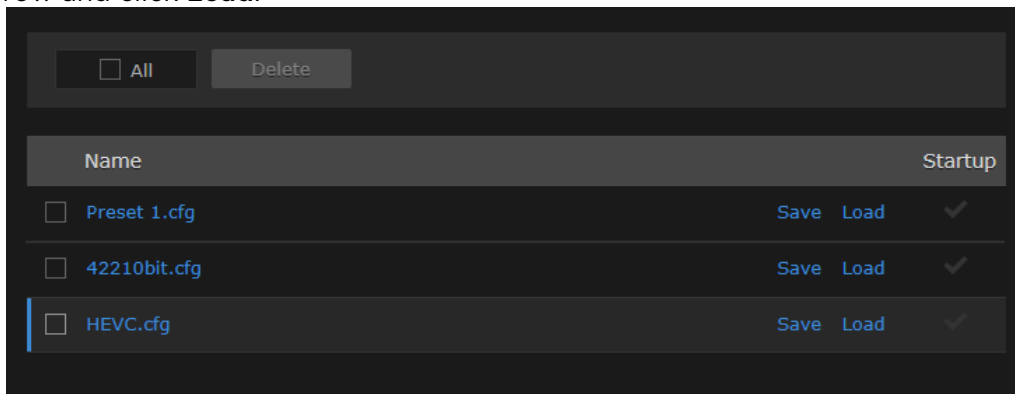 All Delete
Name Startup
Preset 1.cfg Save Load
42210bit.cfg Save Load
HEVC.cfg Save Load